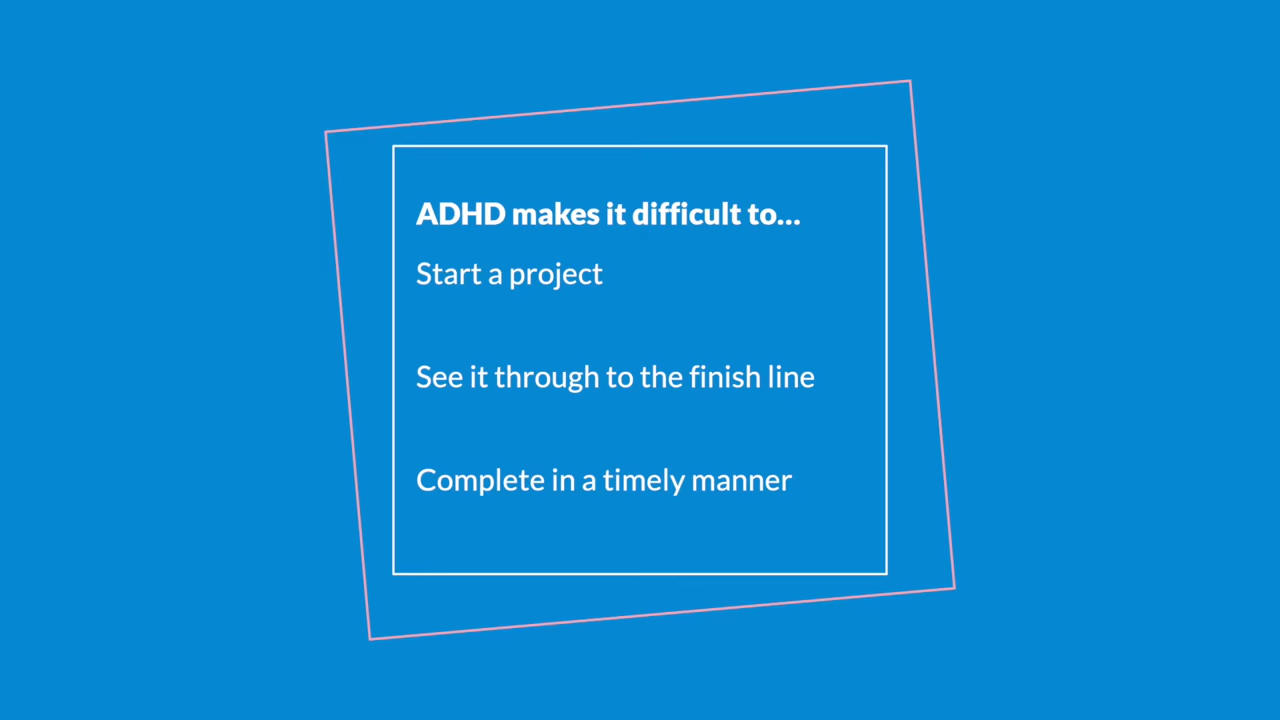 ADHD makes it difficult to...
Start a project
See it through to the finish line
Complete in a timely manner